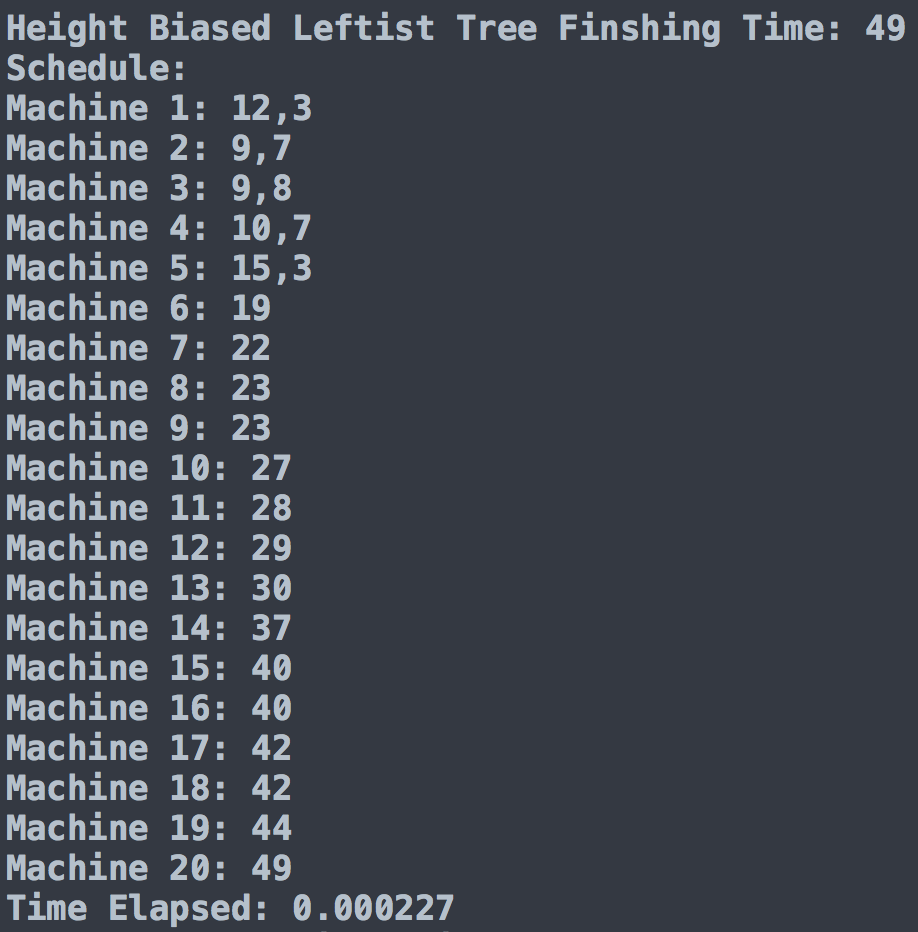 Height Biased Leftist Tree Finshing Time: 49
Schedule:
Machine 1: 12,3
Machine 2: 9,7
Machine 3: 9,8
Machine 4: 10,7
Machine 5: 15,3
Machine 6: 19
Machine 7: 22
Machine 8: 23
Machine 9: 23
Machine 10: 27
Machine 11: 28
Machine 12: 29
Machine 13: 30
Machine 14: 37
Machine 15: 40
Machine 16: 40
Machine 17: 42
Machine 18: 42
Machine 19: 44
Machine 20: 49
Time Elapsed: 0.000227